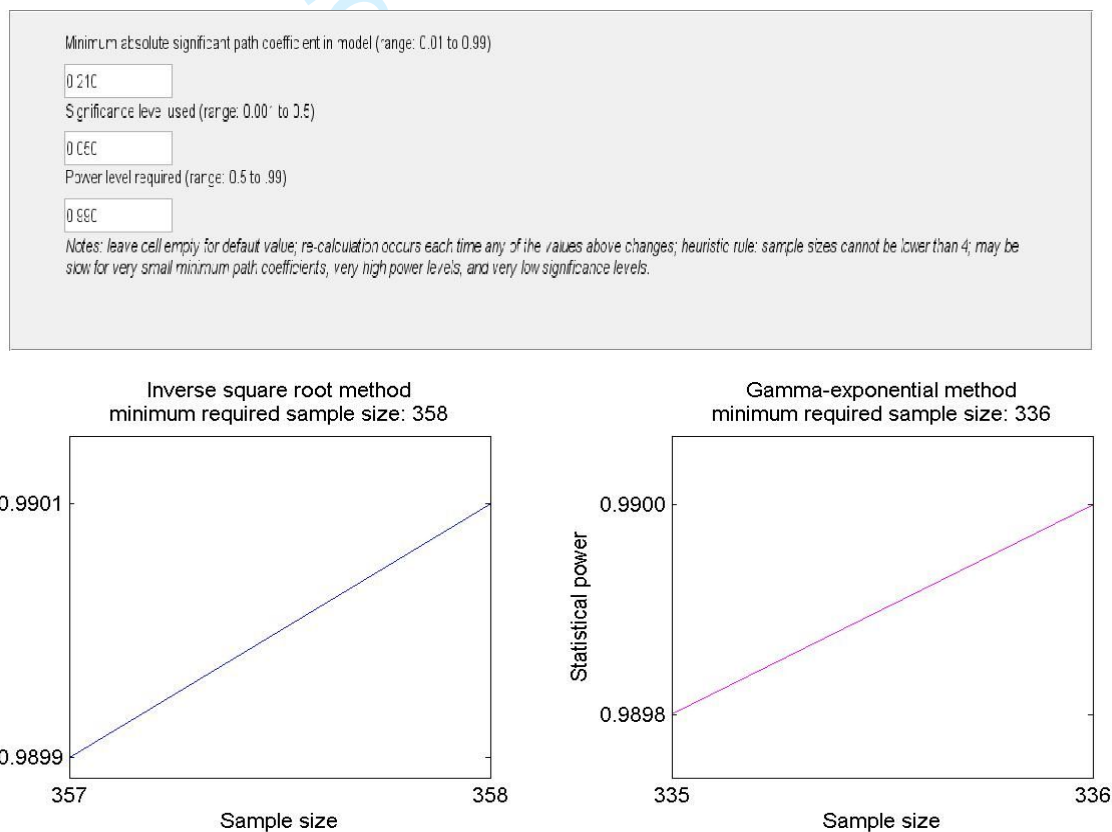 Minimum absolute significant path coefficient in model (range: 0.01 to 0.99)
0.210
Significance level used (range: 0.001 to 0.5)
0.050
Power level required (range: 0.5 to .99)
0.990
Notes: leave cell empty for default value; re-calculation occurs each time any of the values above changes; heuristic rule: sample sizes cannot be lower than 4; may be
slow for very small minimum path coefficients, very high power levels, and very low significance levels.
Inverse square root method
minimum required sample size: 358
0.9901
0.9899
357
358
Sample size
Gamma-exponential method
minimum required sample size: 336
Statistical power
0.9900
0.9898
335
336
Sample size